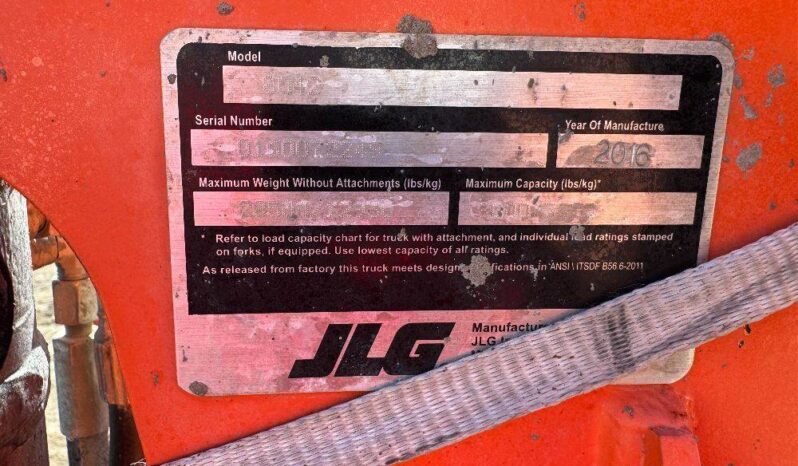 Model
Serial Number
Year Of Manufacture
2016
Maximum Weight Without Attachments (lbs/kg)
Maximum Capacity (lbs/kg)*
* Refer to load capacity chart for truck with attachment, and individual load ratings stamped
on forks, if equipped. Use lowest capacity of all ratings.
As released from factory this truck meets design specifications in ANSI \ ITSDF B56.6-2011
JLG
Manufactur
JLG